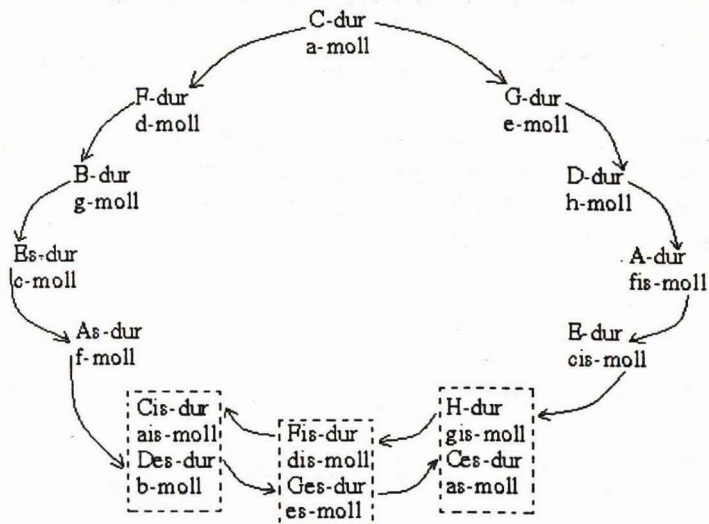 C-dur
a-moll
F-dur
d-moll
G-dur
e-moll
B-dur
g-moll
D-dur
h-moll
Es-dur
c-moll
A-dur
fis-moll
As-dur
f-moll
E-dur
cis-moll
Cis-dur
ais-moll
Des-dur
b-moll
Fis-dur
dis-moll
Ges-dur
es-moll
H-dur
gis-moll
Ces-dur
as-moll